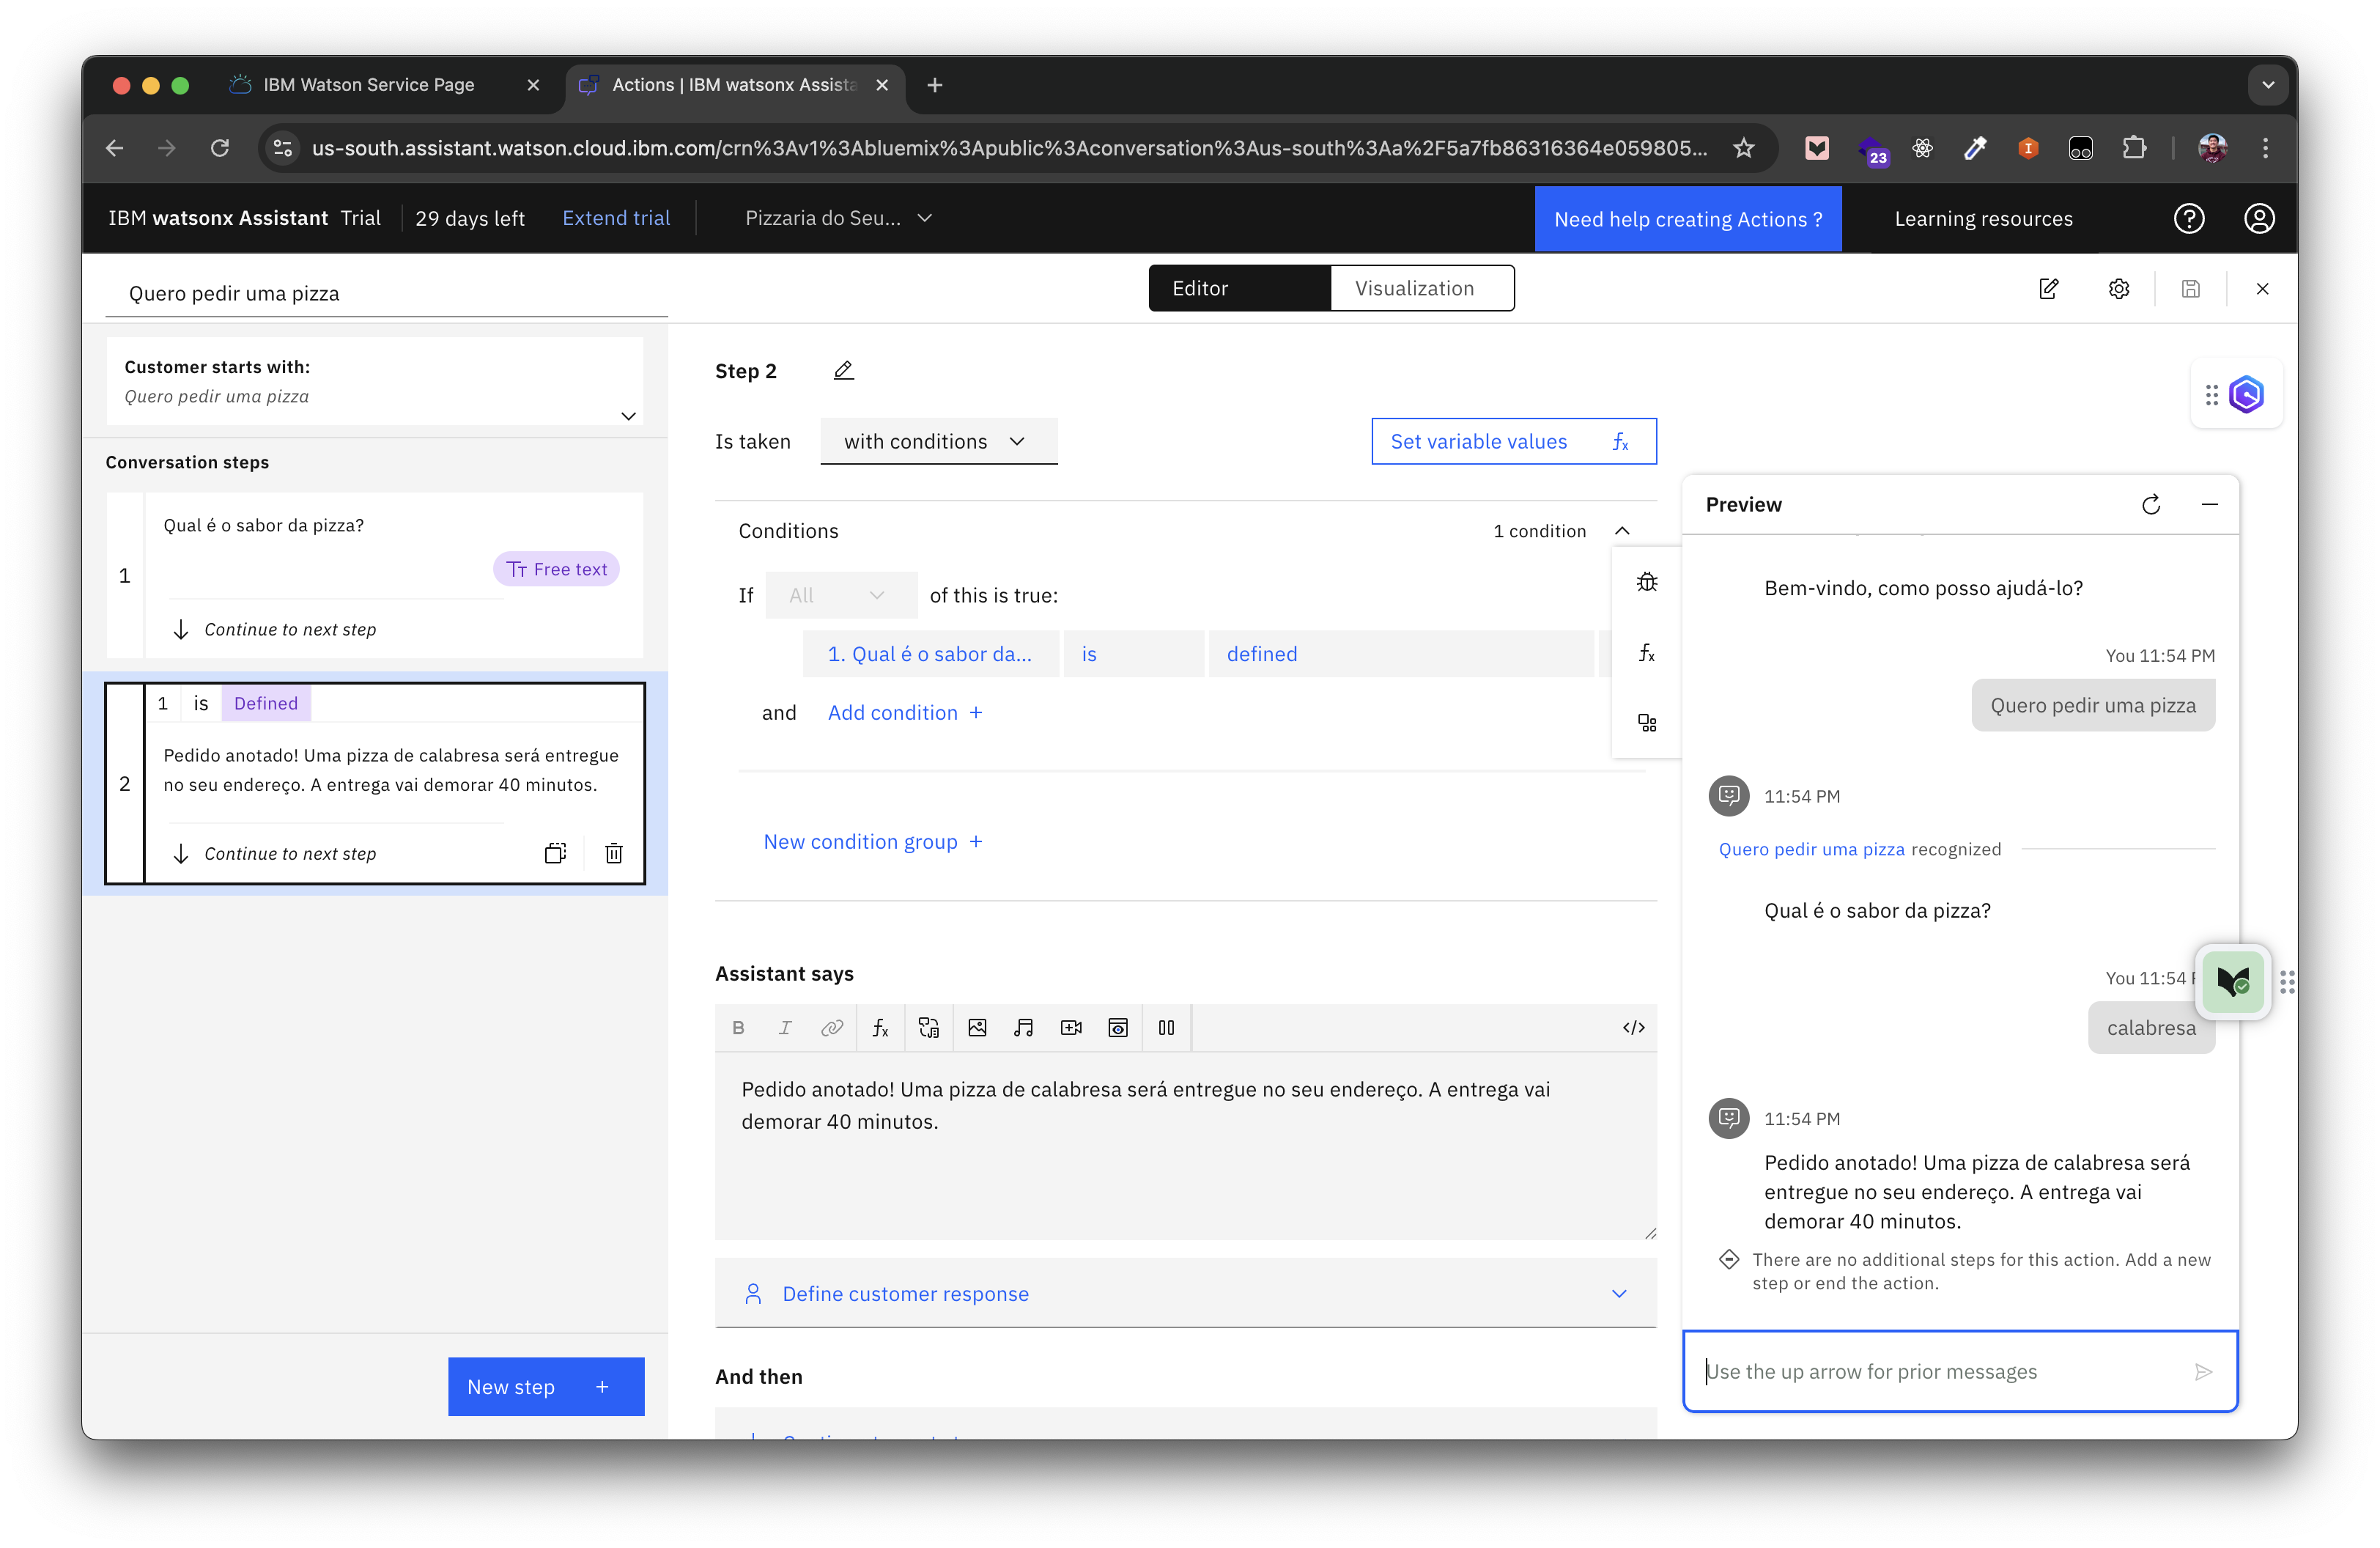 IBM Watson Service Page
Actions | IBM watsonx Assista
us-south.assistant.watson.cloud.ibm.com/crn%3Av1%3Abluemix%3Apublic%3Aconversation%3Aus-south%3Aa%2F5a7fb86316364e059805...
23
IBM watsonx Assistant Trial
29 days left
Extend trial
Pizzaria do Seu...
Need help creating Actions ?
Learning resources
Quero pedir uma pizza
Editor
Visualization
Customer starts with:
Quero pedir uma pizza
Conversation steps
1
Qual é o sabor da pizza?
Free text
Continue to next step
2
1 is Defined
Pedido anotado! Uma pizza de calabresa será entregue
no seu endereço. A entrega vai demorar 40 minutos.
Continue to next step
New step
Step 2
Is taken
with conditions
Set variable values
Conditions
1 condition
If All of this is true:
1. Qual é o sabor da... is defined
and Add condition +
New condition group +
Assistant says
Pedido anotado! Uma pizza de calabresa será entregue no seu endereço. A entrega vai
demorar 40 minutos.
Define customer response
And then
Preview
Bem-vindo, como posso ajudá-lo?
You 11:54 PM
Quero pedir uma pizza
11:54 PM
Quero pedir uma pizza recognized
Qual é o sabor da pizza?
You 11:54
calabresa
11:54 PM
Pedido anotado! Uma pizza de calabresa será
entregue no seu endereço. A entrega vai
demorar 40 minutos.
There are no additional steps for this action. Add a new
step or end the action.
Use the up arrow for prior messages